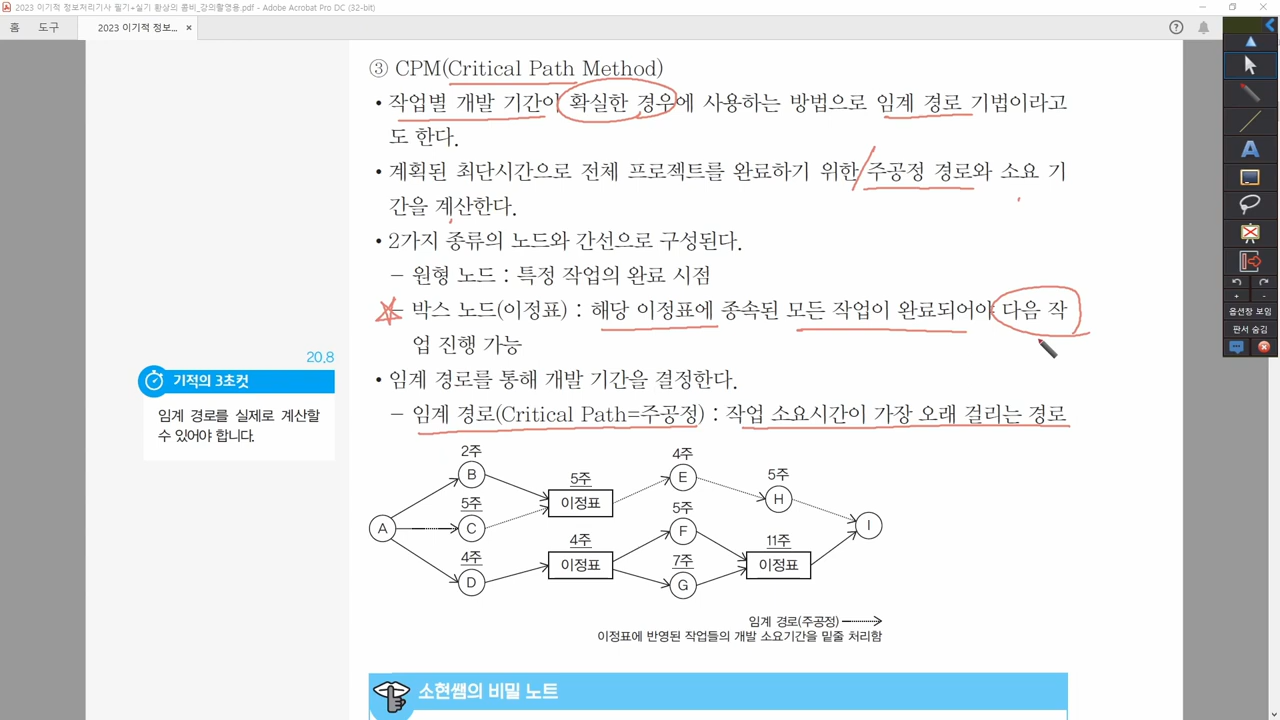 2023 이기적 정보처리기사 필기+실기 환상의 콤비_강의촬영용.pdf - Adobe Acrobat Pro DC (32-bit)
홈 도구 2023 이기적 정보... ×
③ CPM(Critical Path Method)
• 작업별 개발 기간이 확실한 경우에 사용하는 방법으로 임계 경로 기법이라고
도 한다.
• 계획된 최단시간으로 전체 프로젝트를 완료하기 위한 주공정 경로와 소요 기
간을 계산한다.
• 2가지 종류의 노드와 간선으로 구성된다.
− 원형 노드 : 특정 작업의 완료 시점
− 박스 노드(이정표) : 해당 이정표에 종속된 모든 작업이 완료되어야 다음 작
업 진행 가능
• 임계 경로를 통해 개발 기간을 결정한다.
− 임계 경로(Critical Path=주공정) : 작업 소요시간이 가장 오래 걸리는 경로
20.8
기적의 3초컷
임계 경로를 실제로 계산할
수 있어야 합니다.
2주
B
5주
이정표
4주
E
5주
H
A
5주
C
5주
F
I
4주
D
4주
이정표
7주
G
11주
이정표
임계 경로(주공정)
이정표에 반영된 작업들의 개발 소요기간을 밑줄 처리함
소현쌤의 비밀 노트
A
- +
옵션창 보임
판서 숨김